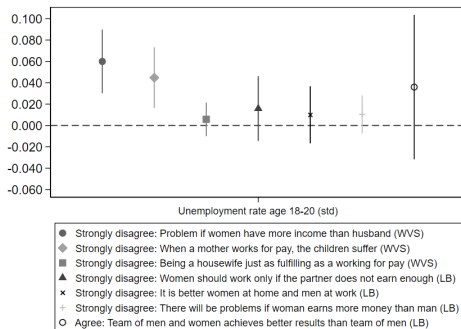 0.100
0.080
0.060
0.040
0.020
0.000
-0.020
-0.040
-0.060
Unemployment rate age 18-20 (std)
Strongly disagree: Problem if women have more income than husband (WVS)
Strongly disagree: When a mother works for pay, the children suffer (WVS)
Strongly disagree: Being a housewife just as fulfilling as a working for pay (WVS)
Strongly disagree: Women should work only if the partner does not earn enough (LB)
Strongly disagree: It is better women at home and men at work (LB)
Strongly disagree: There will be problems if woman earns more money than man (LB)
Agree: Team of men and women achieves better results than team of men (LB)